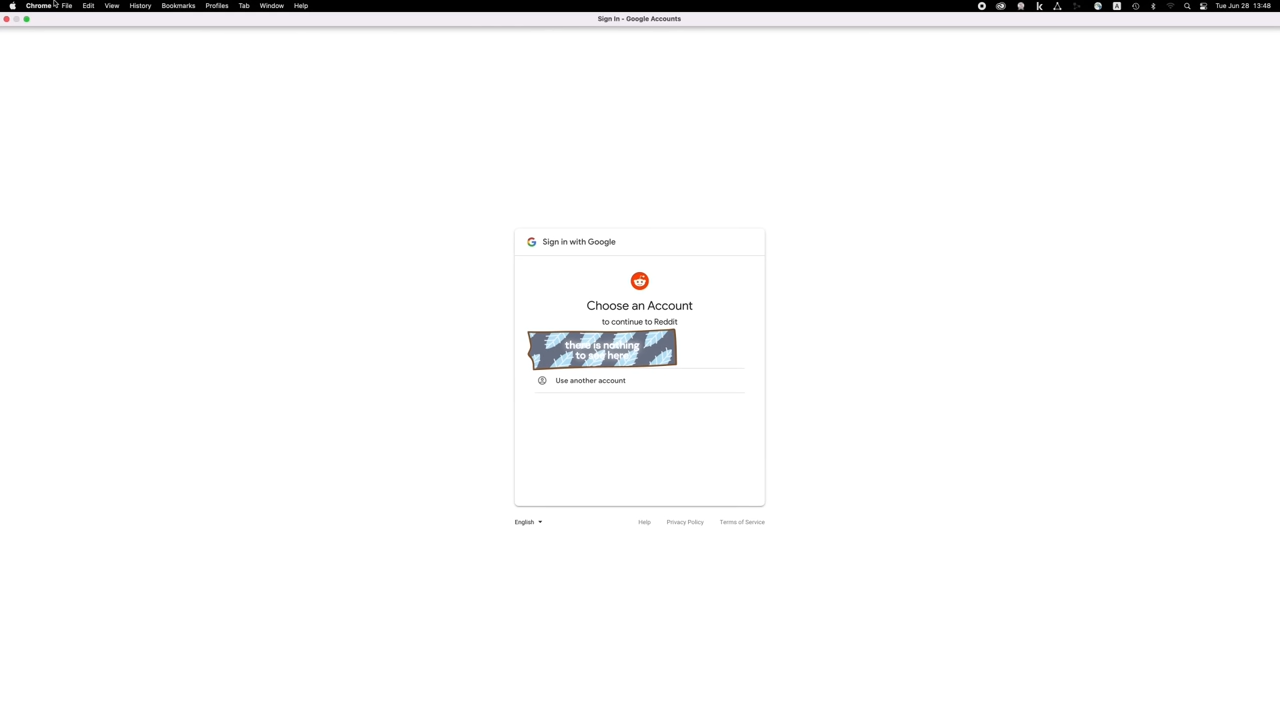 Chrome File Edit View History Bookmarks Profiles Tab Window Help
A
Tue Jun 28 13:48
Sign In - Google Accounts
Sign in with Google
Choose an Account
to continue to Reddit
there is nothing
to see here
Use another account
English
Help Privacy Policy Terms of Service